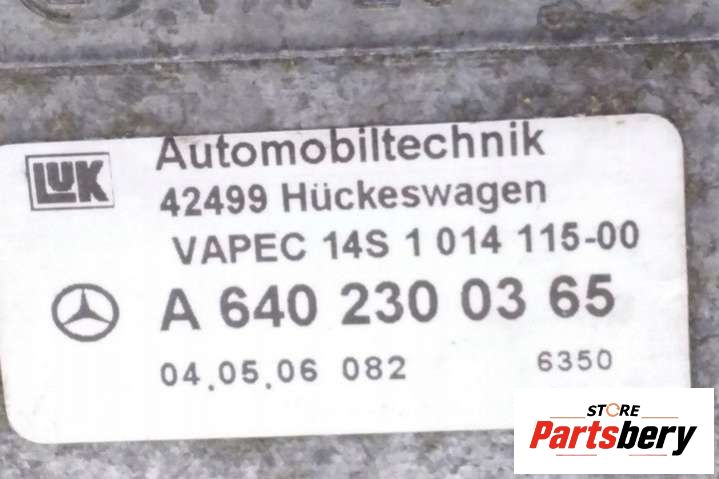 LUK
Automobiltechnik
42499 Hückeswagen
VAPEC 14S 1 014 115-00
A 640 230 03 65
04.05.06 082 6350
STORE
Partsbery